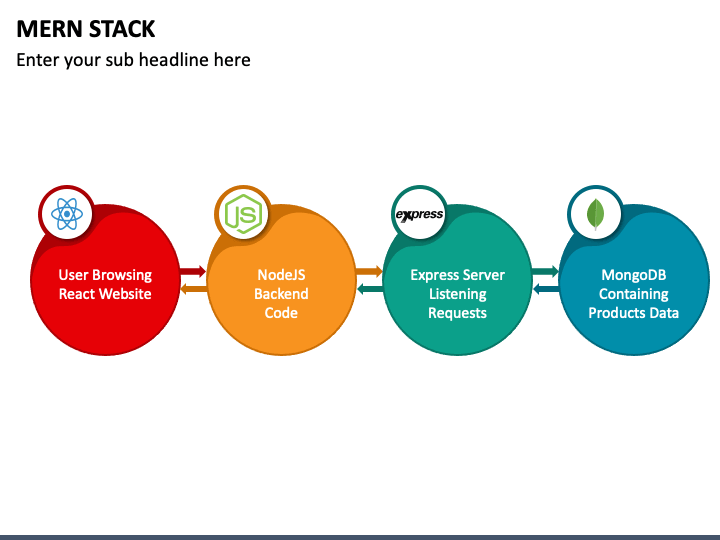 MERN STACK
Enter your sub headline here
JS
express
User Browsing
React Website
NodeJS
Backend
Code
Express Server
Listening
Requests
MongoDB
Containing
Products Data